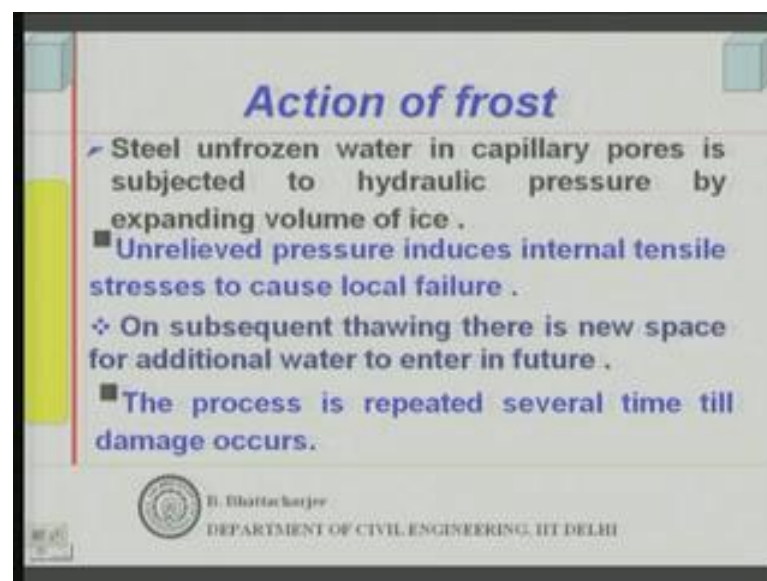 Action of frost
Steel unfrozen water in capillary pores is
subjected to hydraulic pressure by
expanding volume of ice .
Unrelieved pressure induces internal tensile
stresses to cause local failure .
On subsequent thawing there is new space
for additional water to enter in future .
The process is repeated several time till
damage occurs.
B. Bhattacharjee
DEPARTMENT OF CIVIL ENGINEERING, IIT DELHI